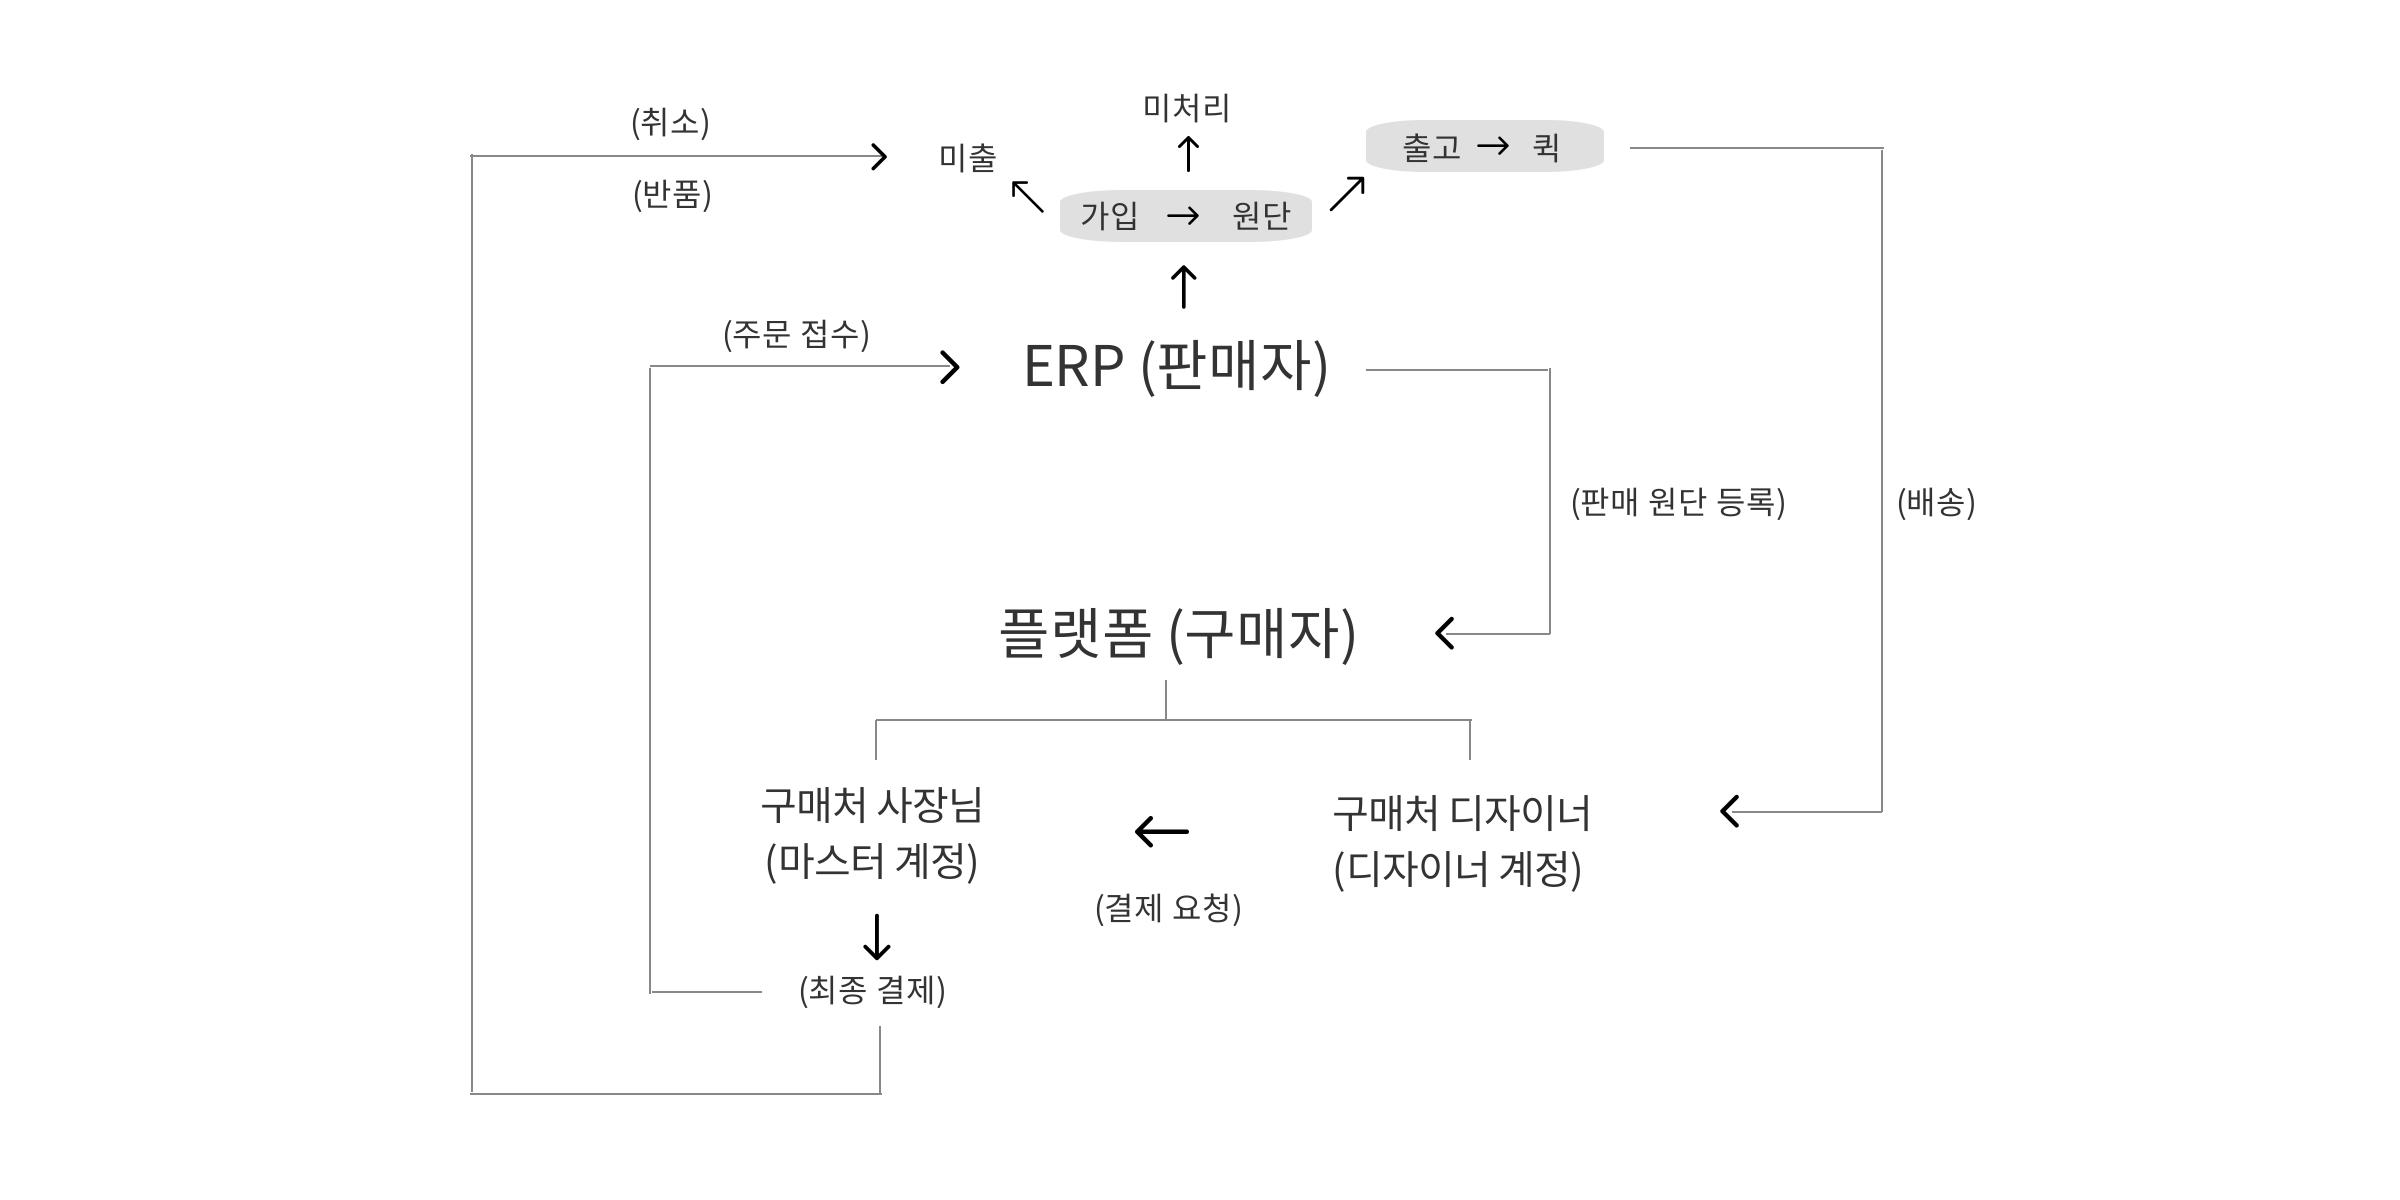 (취소)
(반품)
미처리
미출
출고 → 퀵
가입 → 원단
(주문 접수)
ERP (판매자)
(판매 원단 등록)
(배송)
플랫폼 (구매자)
구매처 사장님
(마스터 계정)
구매처 디자이너
(디자이너 계정)
(결제 요청)
(최종 결제)